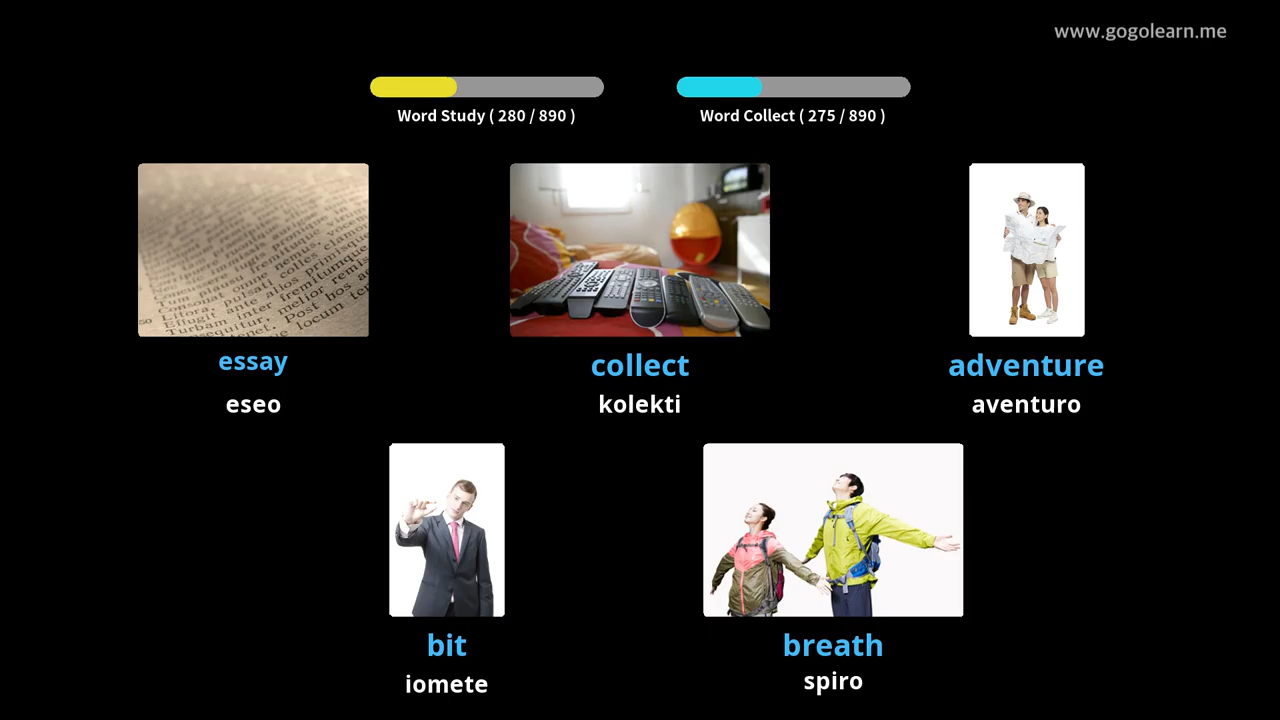 www.gogolearn.me
Word Study ( 280 / 890 )
Word Collect ( 275 / 890 )
essay
eseo
collect
kolekti
adventure
aventuro
bit
iomete
breath
spiro